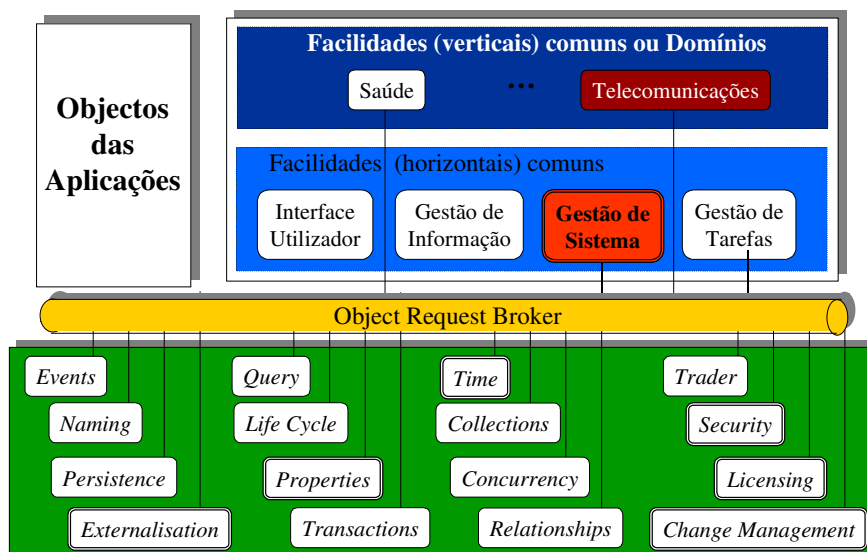 Objectos
das
Aplicações
Facilidades (verticais) comuns ou Domínios
Saúde
...
Telecomunicações
Facilidades (horizontais) comuns
Interface
Utilizador
Gestão de
Informação
Gestão de
Sistema
Gestão de
Tarefas
Object Request Broker
Events
Query
Time
Trader
Naming
Life Cycle
Collections
Security
Persistence
Properties
Concurrency
Licensing
Externalisation
Transactions
Relationships
Change Management